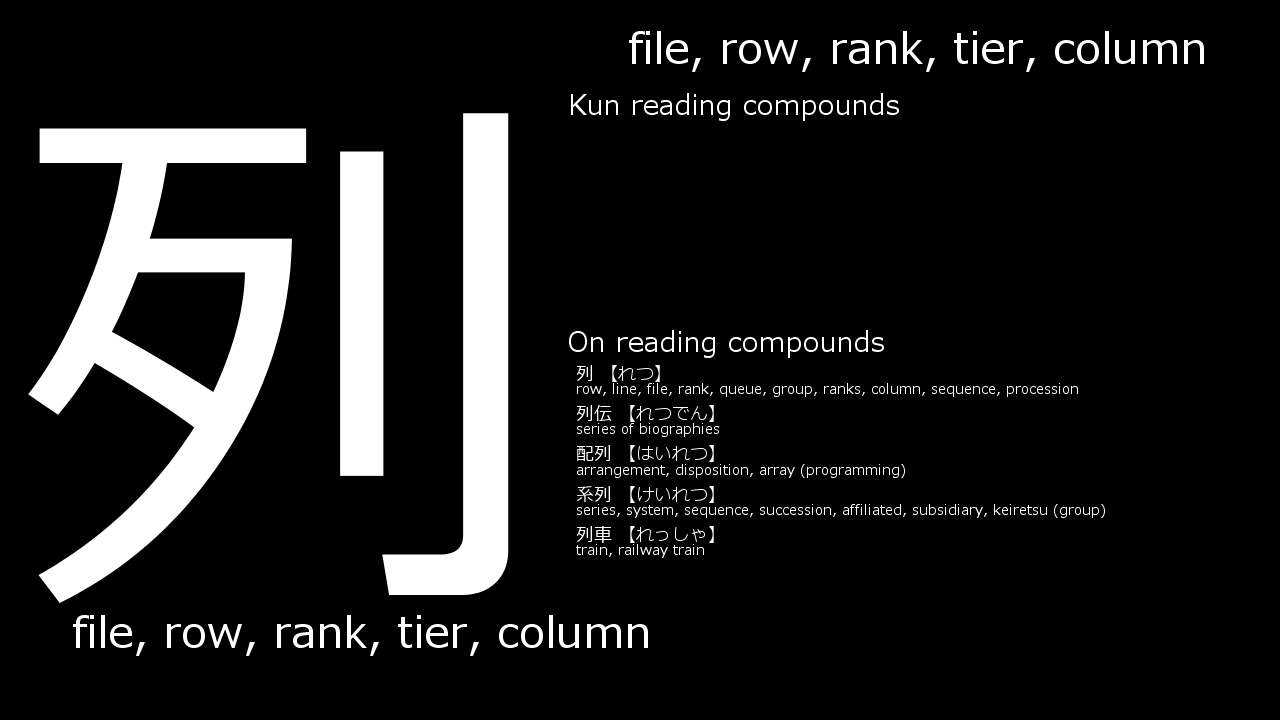 file, row, rank, tier, column
Kun reading compounds
列
On reading compounds
列 【れつ】
row, line, file, rank, queue, group, ranks, column, sequence, procession
列伝 【れつでん】
series of biographies
配列 【はいれつ】
arrangement, disposition, array (programming)
系列 【けいれつ】
series, system, sequence, succession, affiliated, subsidiary, keiretsu (group)
列車 【れっしゃ】
train, railway train
file, row, rank, tier, column